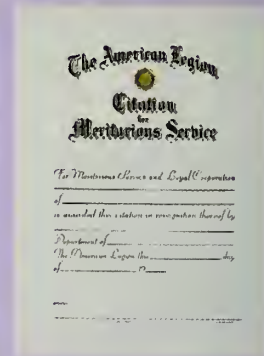 The American Legion
Citation
for
Meritorious Service
For Meritorious Service and Loyal Cooperation
of
is awarded this citation in recognition thereof by
Department of
The American Legion this day
of